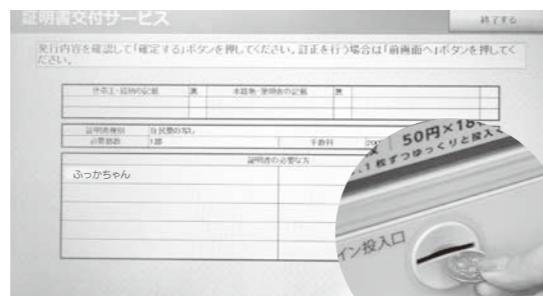 証明書交付サービス
終了する
発行内容を確認して「確定する」ボタンを押してください。訂正を行う場合は「前画面へ」ボタンを押してく
ださい。
世帯主・続柄の記載 無 本籍地・筆頭者の記載 無
証明書種別 住民票の写し
必要部数 1部 手数料 200
証明書の必要な方
ふっかちゃん
50円×18
1枚ずつゆっくりと投入
イン投入口